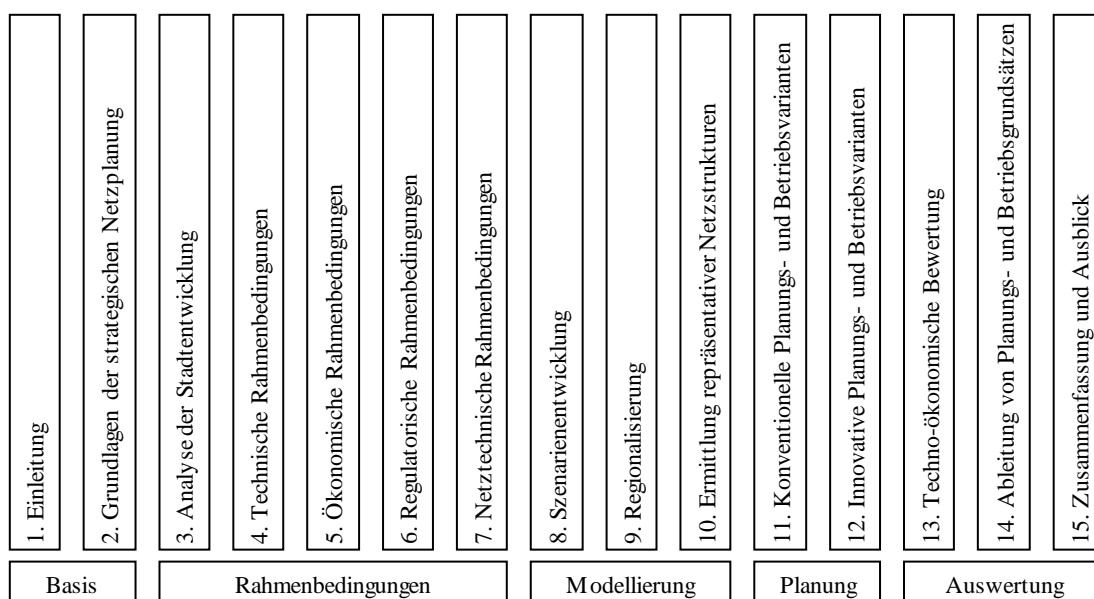 1. Einleitung
2. Grundlagen der strategischen Netzplanung
3. Analyse der Stadtentwicklung
4. Technische Rahmenbedingungen
5. Ökonomische Rahmenbedingungen
6. Regulatorische Rahmenbedingungen
7. Netztechnische Rahmenbedingungen
8. Szenarienentwicklung
9. Regionalisierung
10. Ermittlung repräsentativer Netzstrukturen
11. Konventionelle Planungs- und Betriebsvarianten
12. Innovative Planungs- und Betriebsvarianten
13. Techno-ökonomische Bewertung
14. Ableitung von Planungs- und Betriebsgrundsätzen
15. Zusammenfassung und Ausblick
Basis
Rahmenbedingungen
Modellierung
Planung
Auswertung